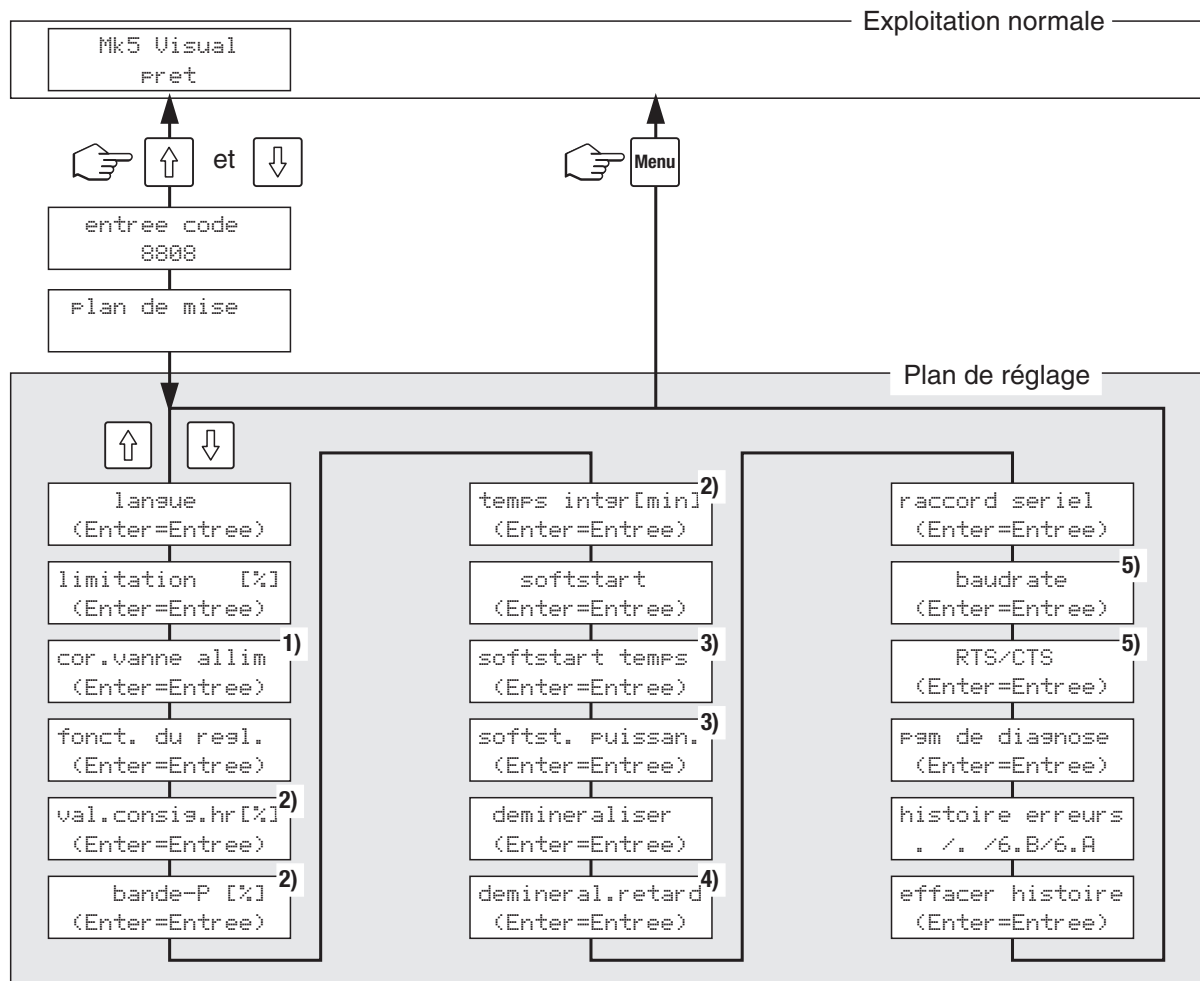 Exploitation normale
Mk5 Visual
pret
et
Menu
entree code
8808
plan de mise
Plan de réglage
langue
(Enter=Entree)
limitation [%]
(Enter=Entree)
cor.vanne allim 1)
(Enter=Entree)
fonct. du regl.
(Enter=Entree)
val.consig.hr[%] 2)
(Enter=Entree)
bande-P [%] 2)
(Enter=Entree)
temps intgr[min] 2)
(Enter=Entree)
softstart
(Enter=Entree)
softstart temps 3)
(Enter=Entree)
softst. puissan. 3)
(Enter=Entree)
demineraliser
(Enter=Entree)
demineral.retard 4)
(Enter=Entree)
raccord seriel
(Enter=Entree)
baudrate 5)
(Enter=Entree)
RTS/CTS 5)
(Enter=Entree)
pgm de diagnose
(Enter=Entree)
histoire erreurs
. /. /6.B/6.A
effacer histoire
(Enter=Entree)